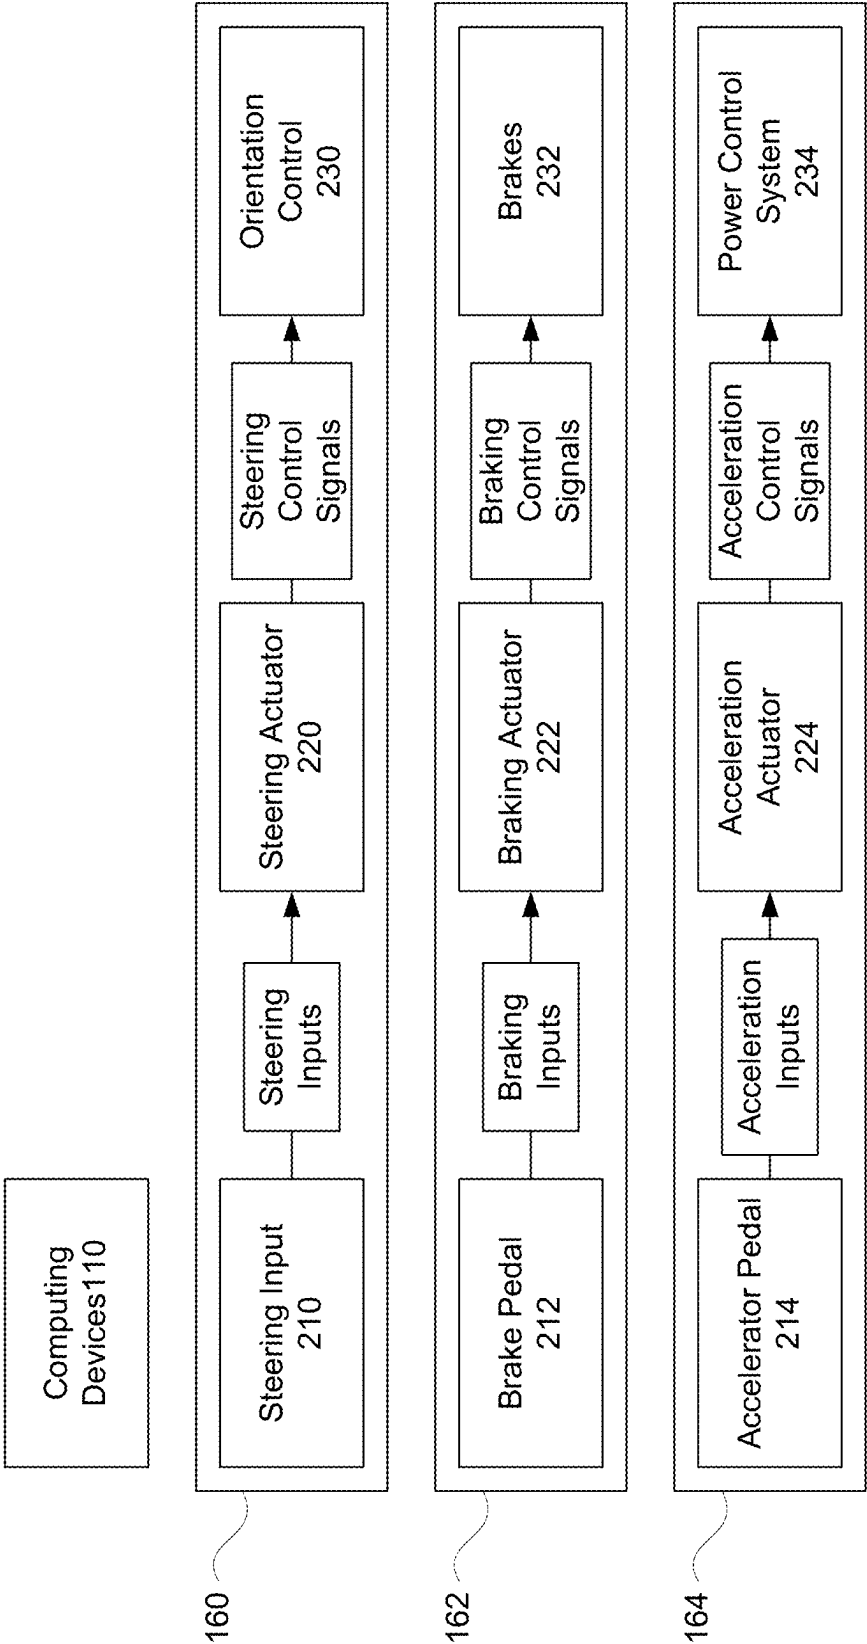 Computing
Devices110
160
Steering Input
210
Steering
Inputs
Steering Actuator
220
Steering
Control
Signals
Orientation
Control
230
162
Brake Pedal
212
Braking
Inputs
Braking Actuator
222
Braking
Control
Signals
Brakes
232
164
Accelerator Pedal
214
Acceleration
Inputs
Acceleration
Actuator
224
Acceleration
Control
Signals
Power Control
System
234